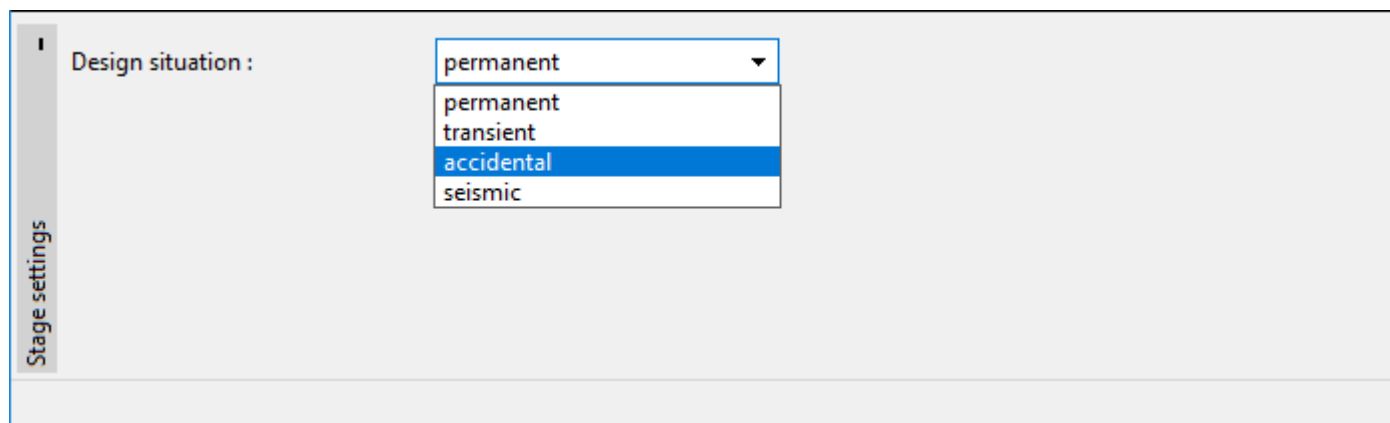 Design situation :
permanent
permanent
transient
accidental
seismic
Stage settings